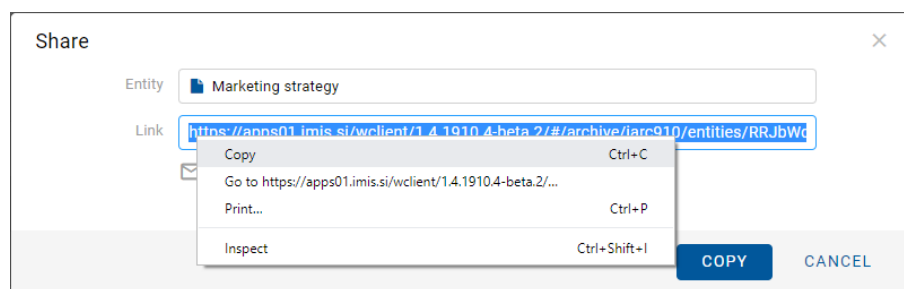 Share
Entity Marketing strategy
Link https://apps01.imis.si/wclient/1.4.1910.4-beta.2/#/archive/iarc910/entities/RRJbWc
Copy Ctrl+C
Go to https://apps01.imis.si/wclient/1.4.1910.4-beta.2/...
Print... Ctrl+P
Inspect Ctrl+Shift+I
COPY CANCEL